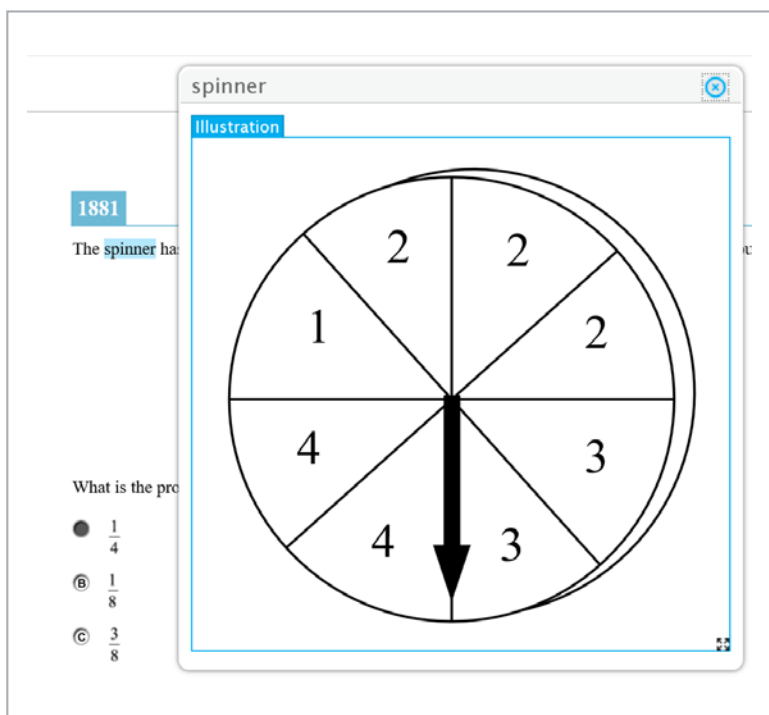 spinner
Illustration
1881
The spinner has
2 2
1 2
4 3
4 3
What is the pro
1/4
B 1/8
C 3/8